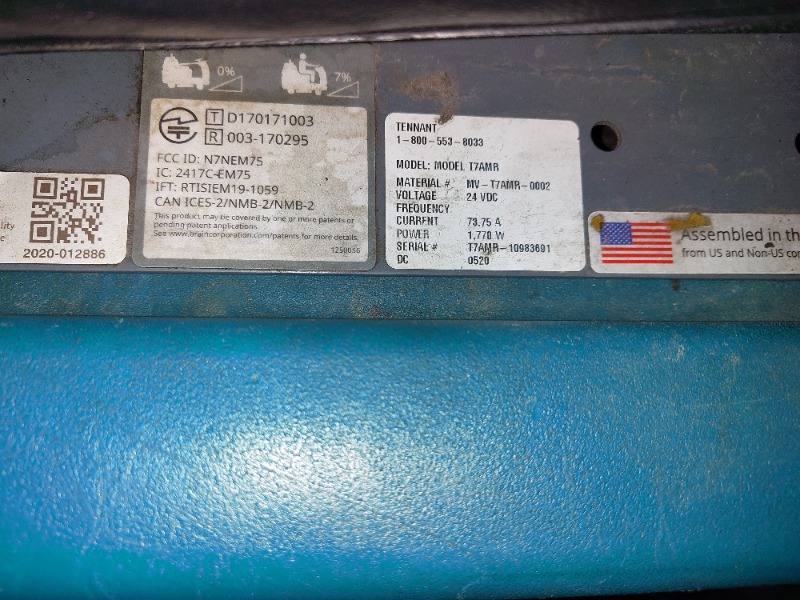 0%
7%
T D170171003
R 003-170295
FCC ID: N7NEM75
IC: 2417C-EM75
IFT: RTISIEM19-1059
CAN ICES-2/NMB-2/NMB-2
This product may be covered by one or more patents or
pending patent applications.
See www.braincorporation.com/patents for more details.
1250036
2020-012886
TENNANT
1-800-553-8033
MODEL: MODEL T7AMR
MATERIAL # MV-T7AMR-0002
VOLTAGE 24 VDC
FREQUENCY
CURRENT 73.75 A
POWER 1,770 W
SERIAL # T7AMR-10983691
DC 0520
Assembled in th
from US and Non-US co